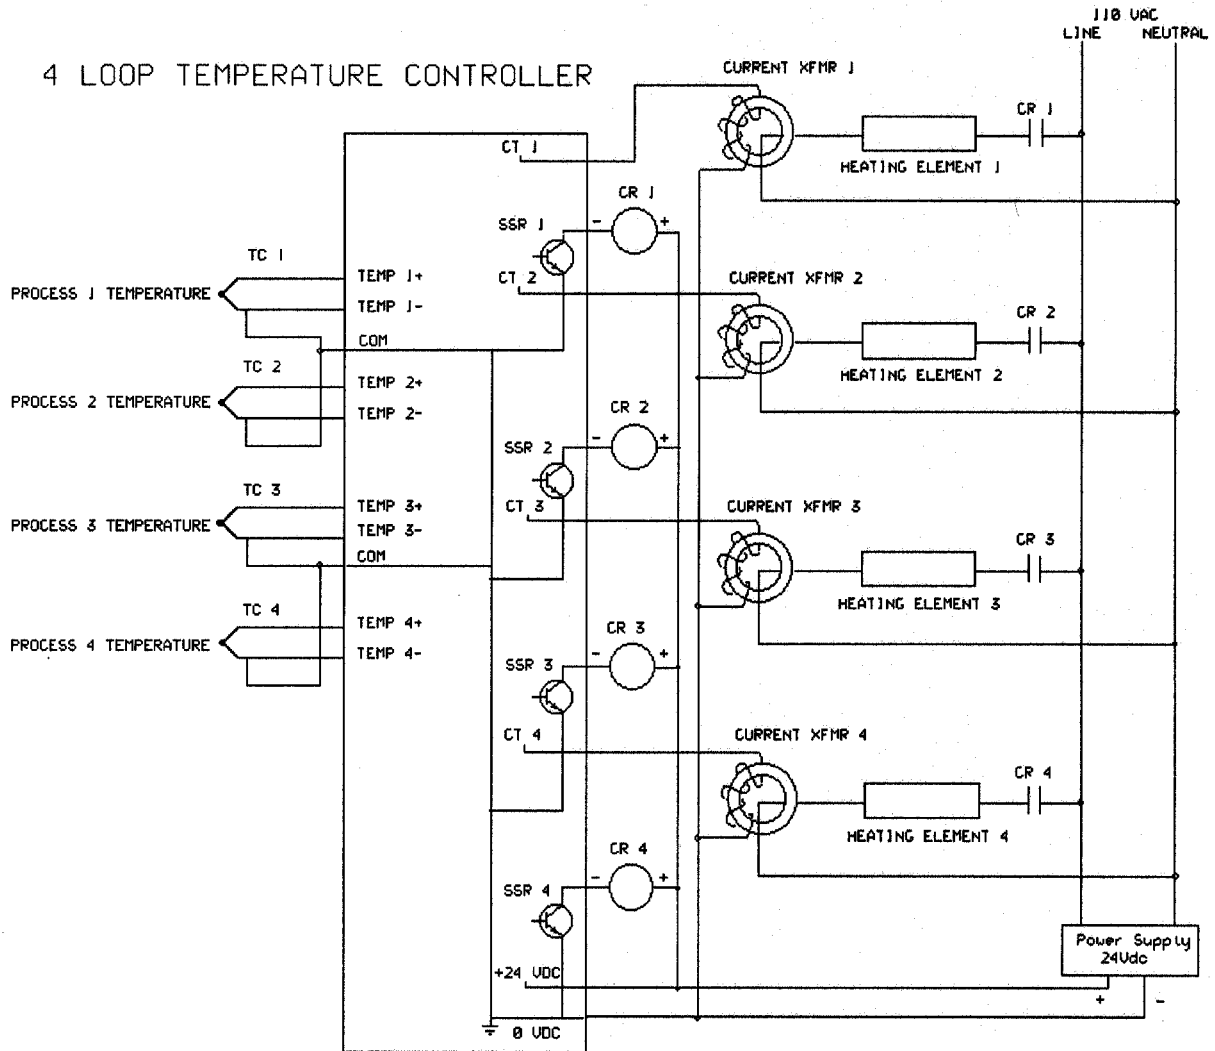 110 VAC
LINE NEUTRAL
4 LOOP TEMPERATURE CONTROLLER
CURRENT XFMR 1
CT 1
CR 1
HEATING ELEMENT 1
CR 1
- +
SSR 1
TC 1
TEMP 1+
PROCESS 1 TEMPERATURE
TEMP 1-
COM
CT 2
CURRENT XFMR 2
CR 2
HEATING ELEMENT 2
TC 2
TEMP 2+
PROCESS 2 TEMPERATURE
TEMP 2-
CR 2
- +
SSR 2
TC 3
TEMP 3+
PROCESS 3 TEMPERATURE
TEMP 3-
COM
CT 3
CURRENT XFMR 3
CR 3
HEATING ELEMENT 3
TC 4
TEMP 4+
PROCESS 4 TEMPERATURE
TEMP 4-
CR 3
- +
SSR 3
CT 4
CURRENT XFMR 4
CR 4
HEATING ELEMENT 4
CR 4
- +
SSR 4
Power Supply
24Vdc
+24 VDC
+ -
0 VDC